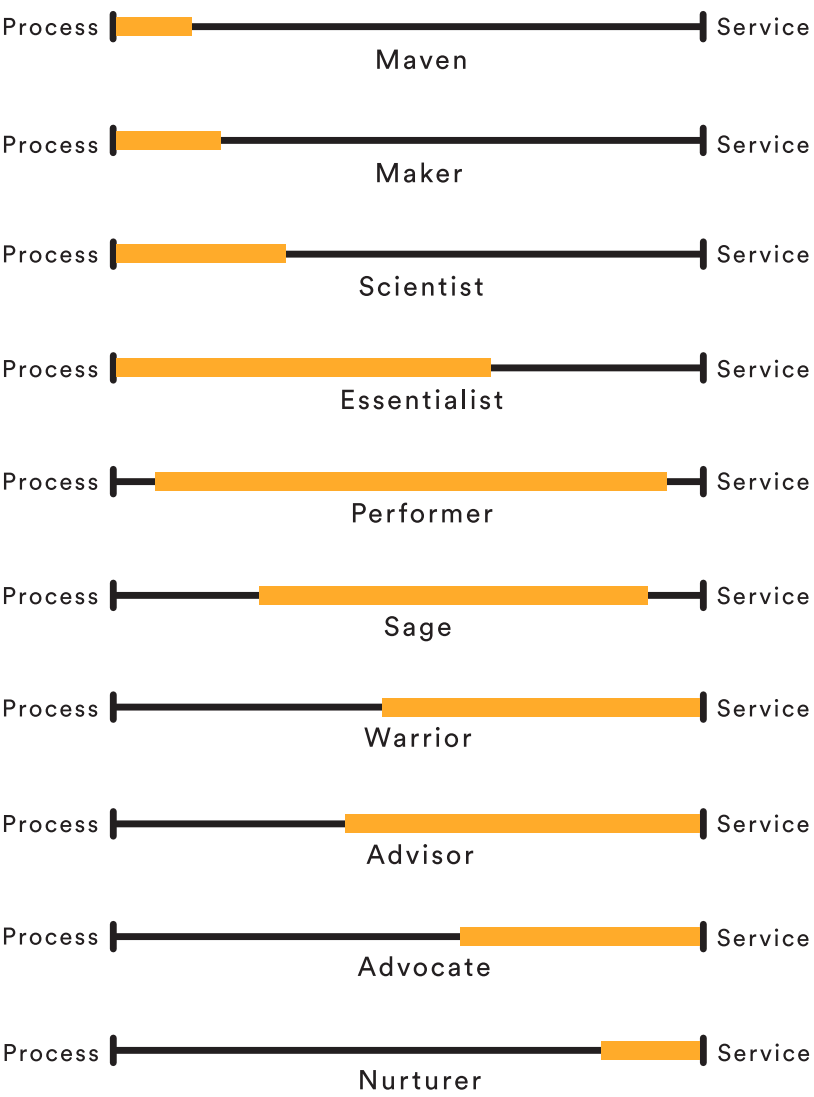 Process Service
Maven
Process Service
Maker
Process Service
Scientist
Process Service
Essentialist
Process Service
Performer
Process Service
Sage
Process Service
Warrior
Process Service
Advisor
Process Service
Advocate
Process Service
Nurturer